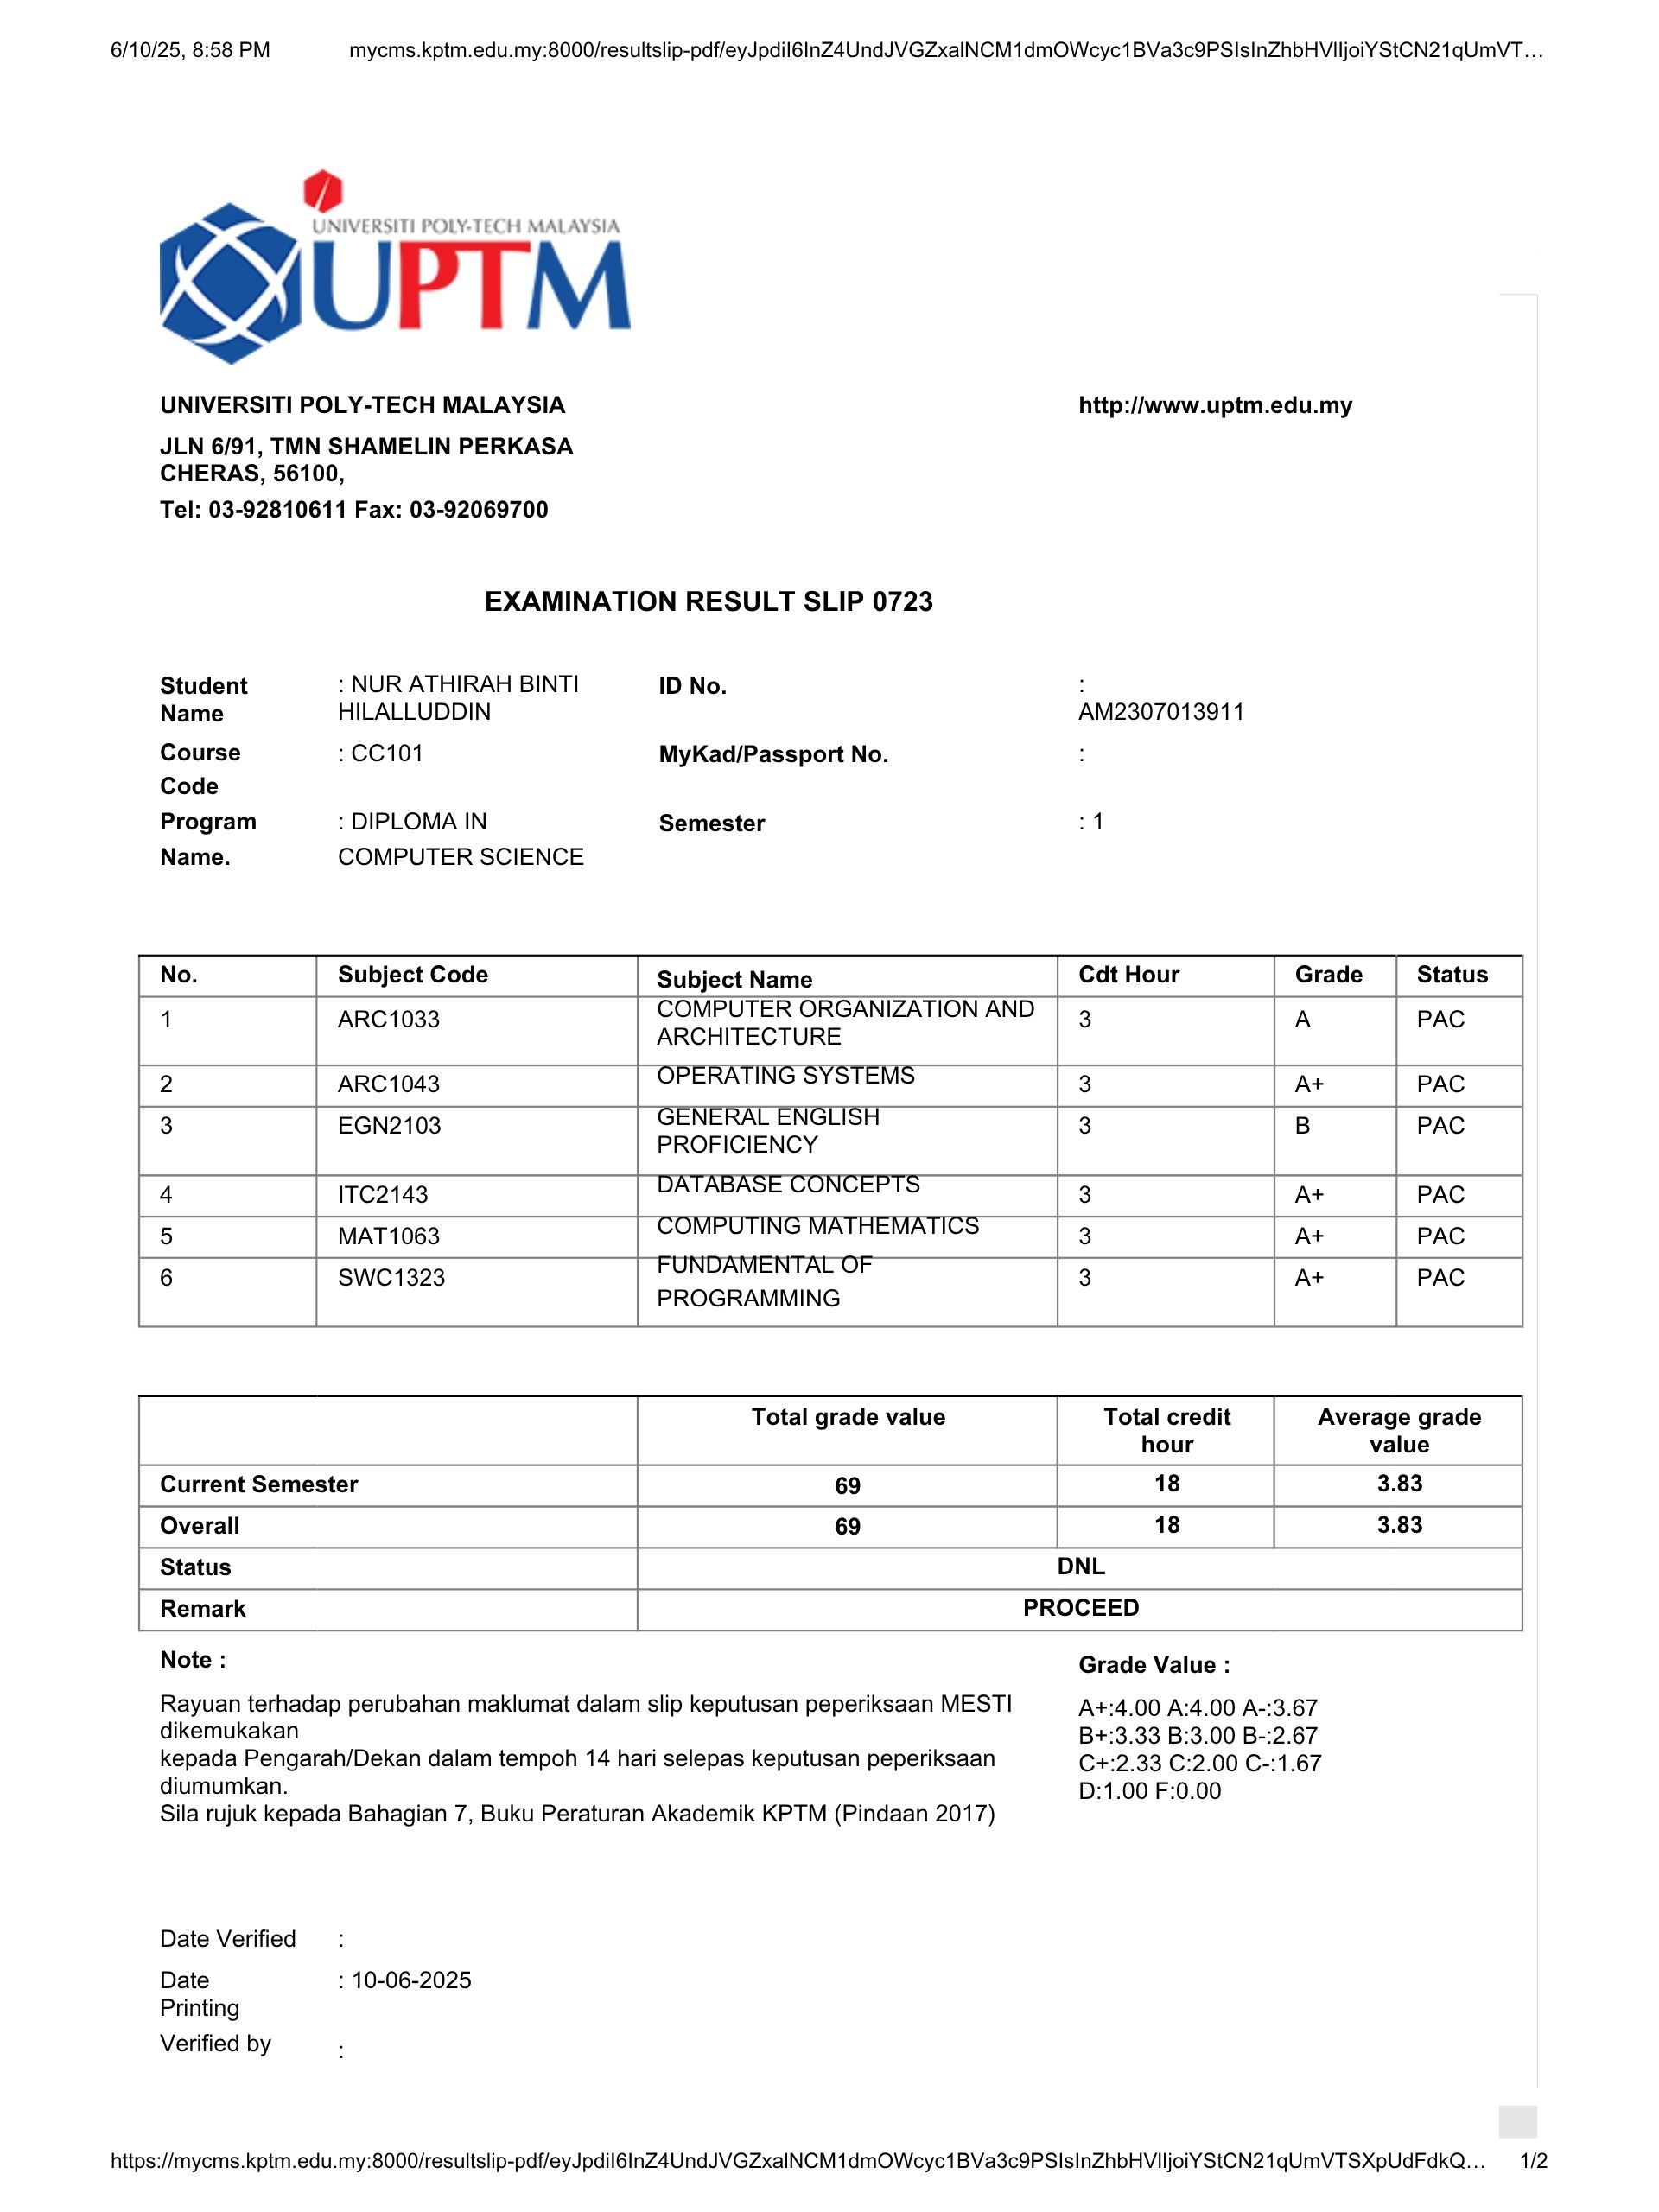 6/10/25, 8:58 PM mycms.kptm.edu.my:8000/resultslip-pdf/eyJpdiI6InZ4UndJVGZxalNCM1dmOWcyc1BVa3c9PSIsInZhbHVlIjoiYStCN21qUmVT…
UNIVERSITI POLY-TECH MALAYSIA
UPTM
UNIVERSITI POLY-TECH MALAYSIA http://www.uptm.edu.my
JLN 6/91, TMN SHAMELIN PERKASA
CHERAS, 56100,
Tel: 03-92810611 Fax: 03-92069700
EXAMINATION RESULT SLIP 0723
Student Name : NUR ATHIRAH BINTI HILALLUDDIN ID No. : AM2307013911
Course Code : CC101 MyKad/Passport No. :
Program Name. : DIPLOMA IN COMPUTER SCIENCE Semester : 1
No. Subject Code Subject Name Cdt Hour Grade Status
1 ARC1033 COMPUTER ORGANIZATION AND ARCHITECTURE 3 A PAC
2 ARC1043 OPERATING SYSTEMS 3 A+ PAC
3 EGN2103 GENERAL ENGLISH PROFICIENCY 3 B PAC
4 ITC2143 DATABASE CONCEPTS 3 A+ PAC
5 MAT1063 COMPUTING MATHEMATICS 3 A+ PAC
6 SWC1323 FUNDAMENTAL OF PROGRAMMING 3 A+ PAC
Total grade value Total credit hour Average grade value
Current Semester 69 18 3.83
Overall 69 18 3.83
Status DNL
Remark PROCEED
Note :
Rayuan terhadap perubahan maklumat dalam slip keputusan peperiksaan MESTI
dikemukakan
kepada Pengarah/Dekan dalam tempoh 14 hari selepas keputusan peperiksaan
diumumkan.
Sila rujuk kepada Bahagian 7, Buku Peraturan Akademik KPTM (Pindaan 2017)
Grade Value :
A+:4.00 A:4.00 A-:3.67
B+:3.33 B:3.00 B-:2.67
C+:2.33 C:2.00 C-:1.67
D:1.00 F:0.00
Date Verified :
Date Printing : 10-06-2025
Verified by :
https://mycms.kptm.edu.my:8000/resultslip-pdf/eyJpdiI6InZ4UndJVGZxalNCM1dmOWcyc1BVa3c9PSIsInZhbHVlIjoiYStCN21qUmVTSXpUdFdkQ… 1/2